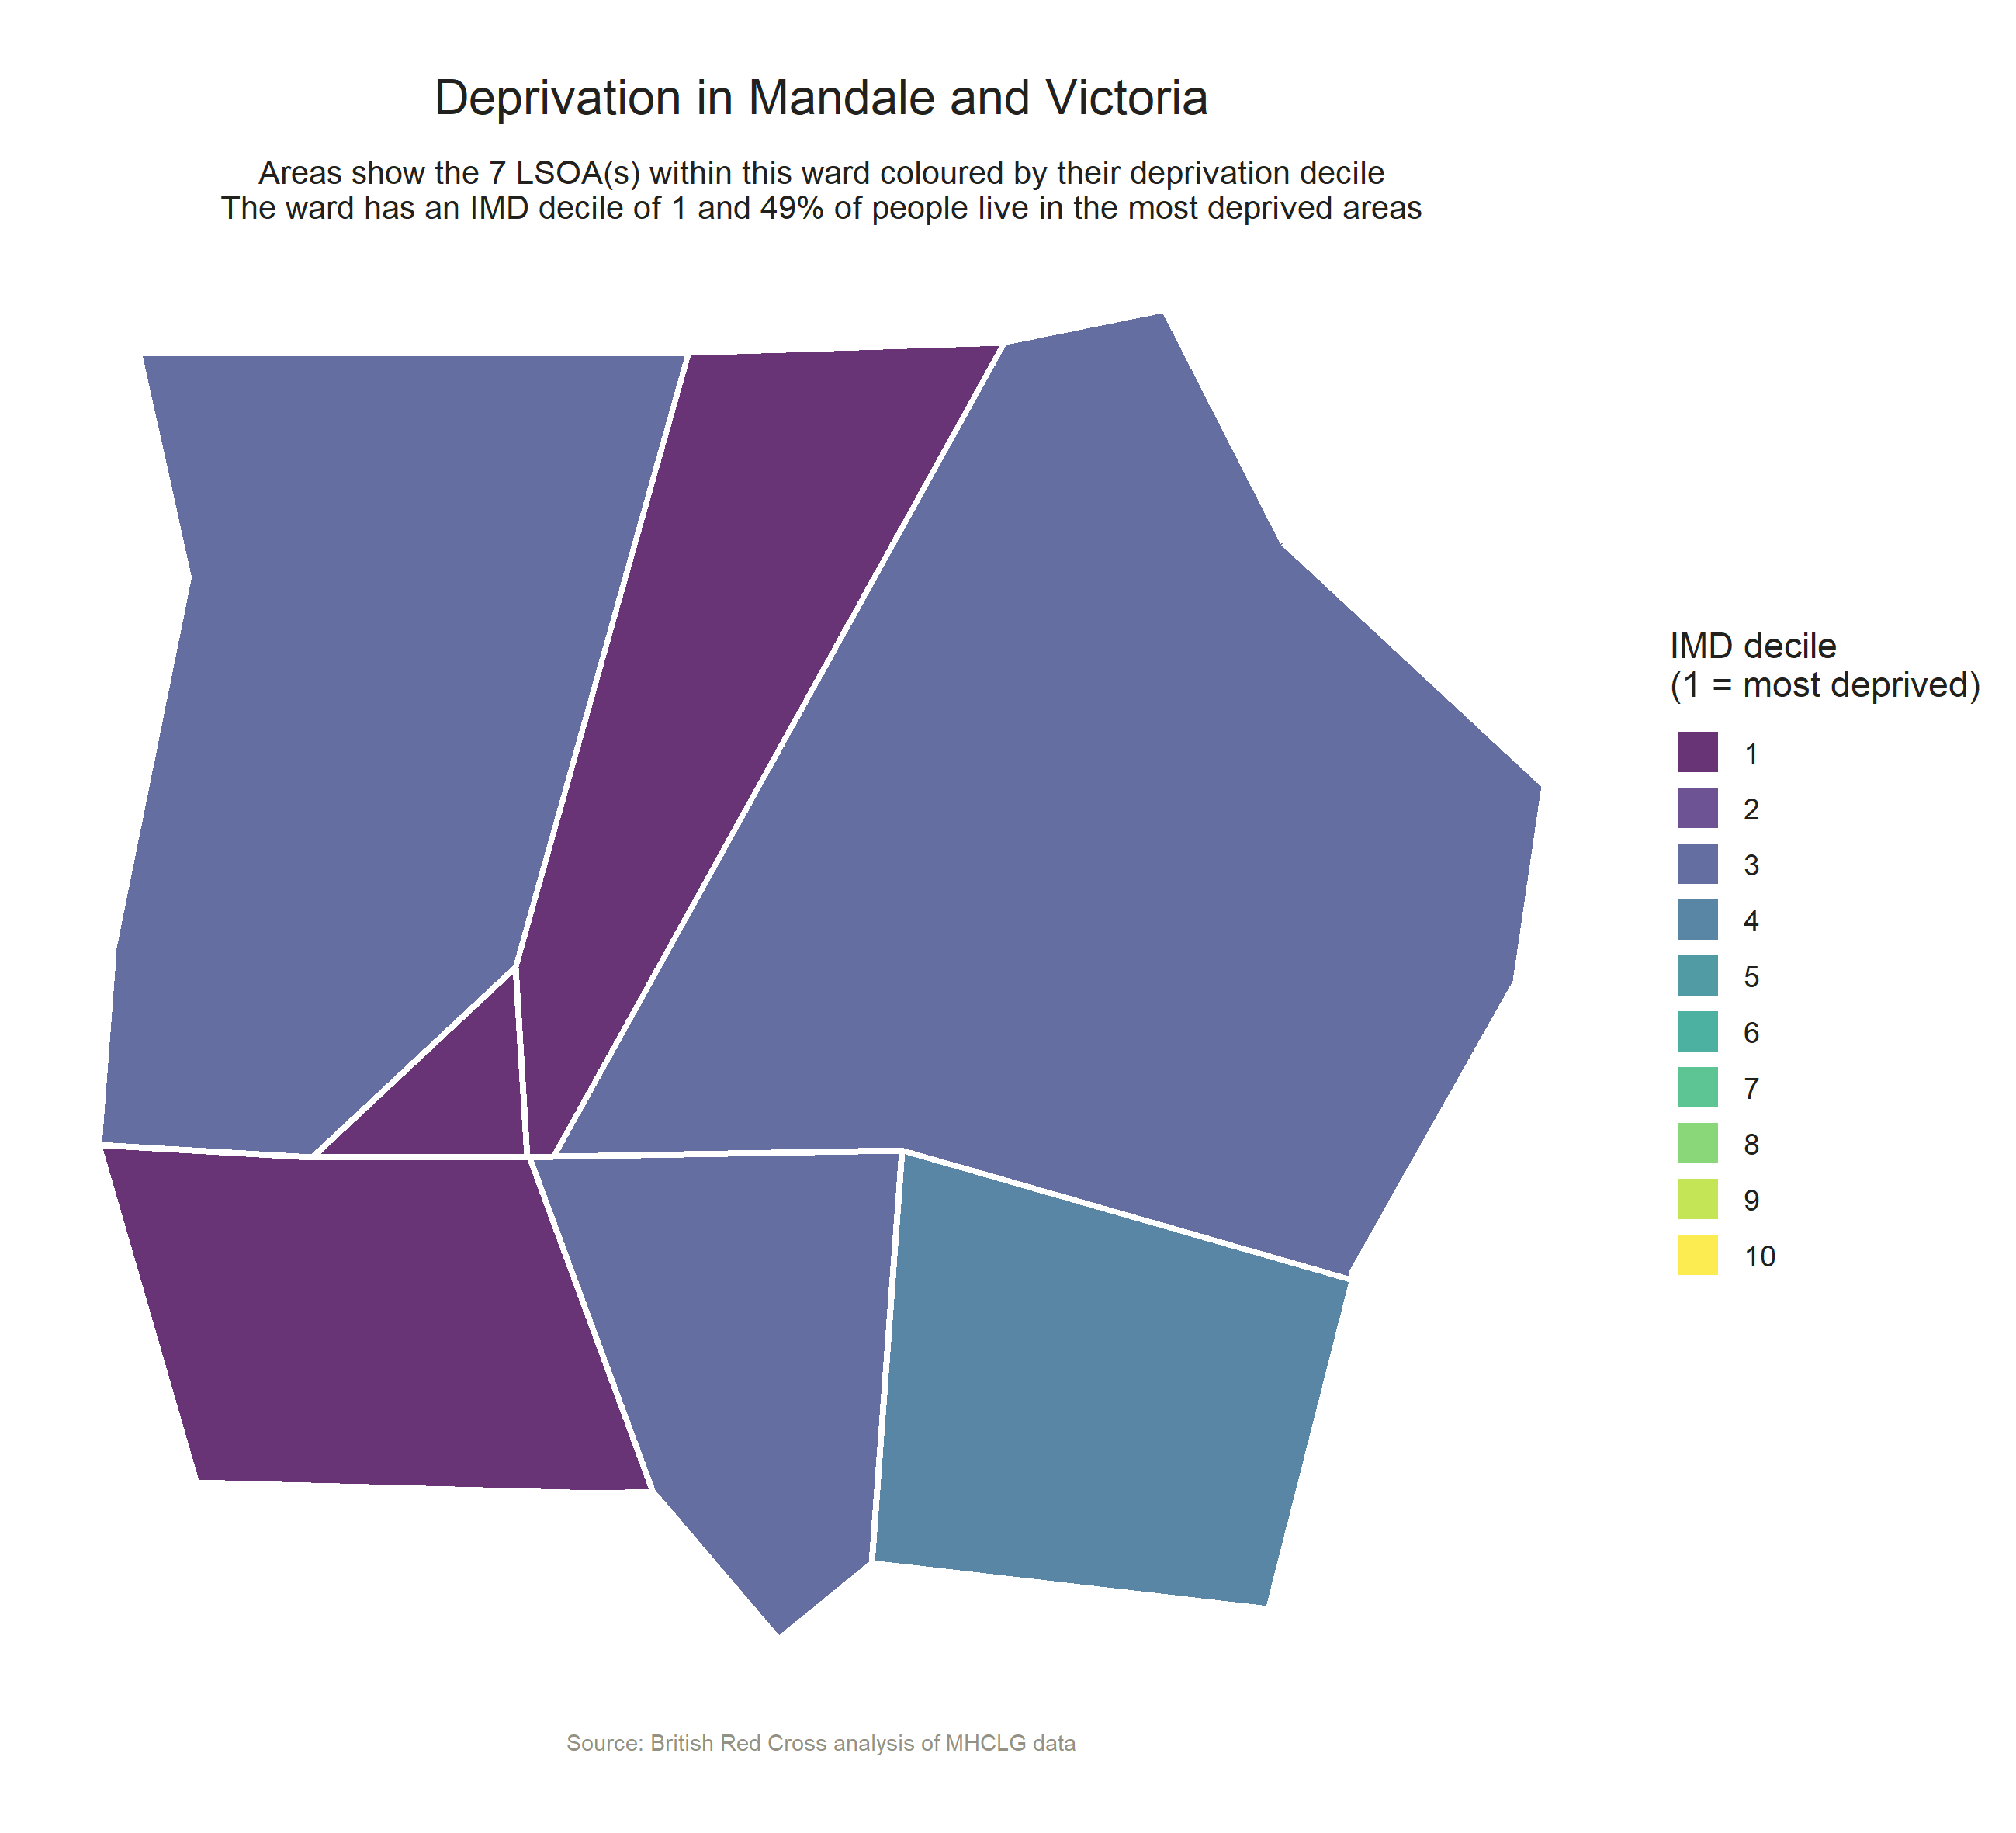 Deprivation in Mandale and Victoria
Areas show the 7 LSOA(s) within this ward coloured by their deprivation decile
The ward has an IMD decile of 1 and 49% of people live in the most deprived areas
IMD decile
(1 = most deprived)
1
2
3
4
5
6
7
8
9
10
Source: British Red Cross analysis of MHCLG data